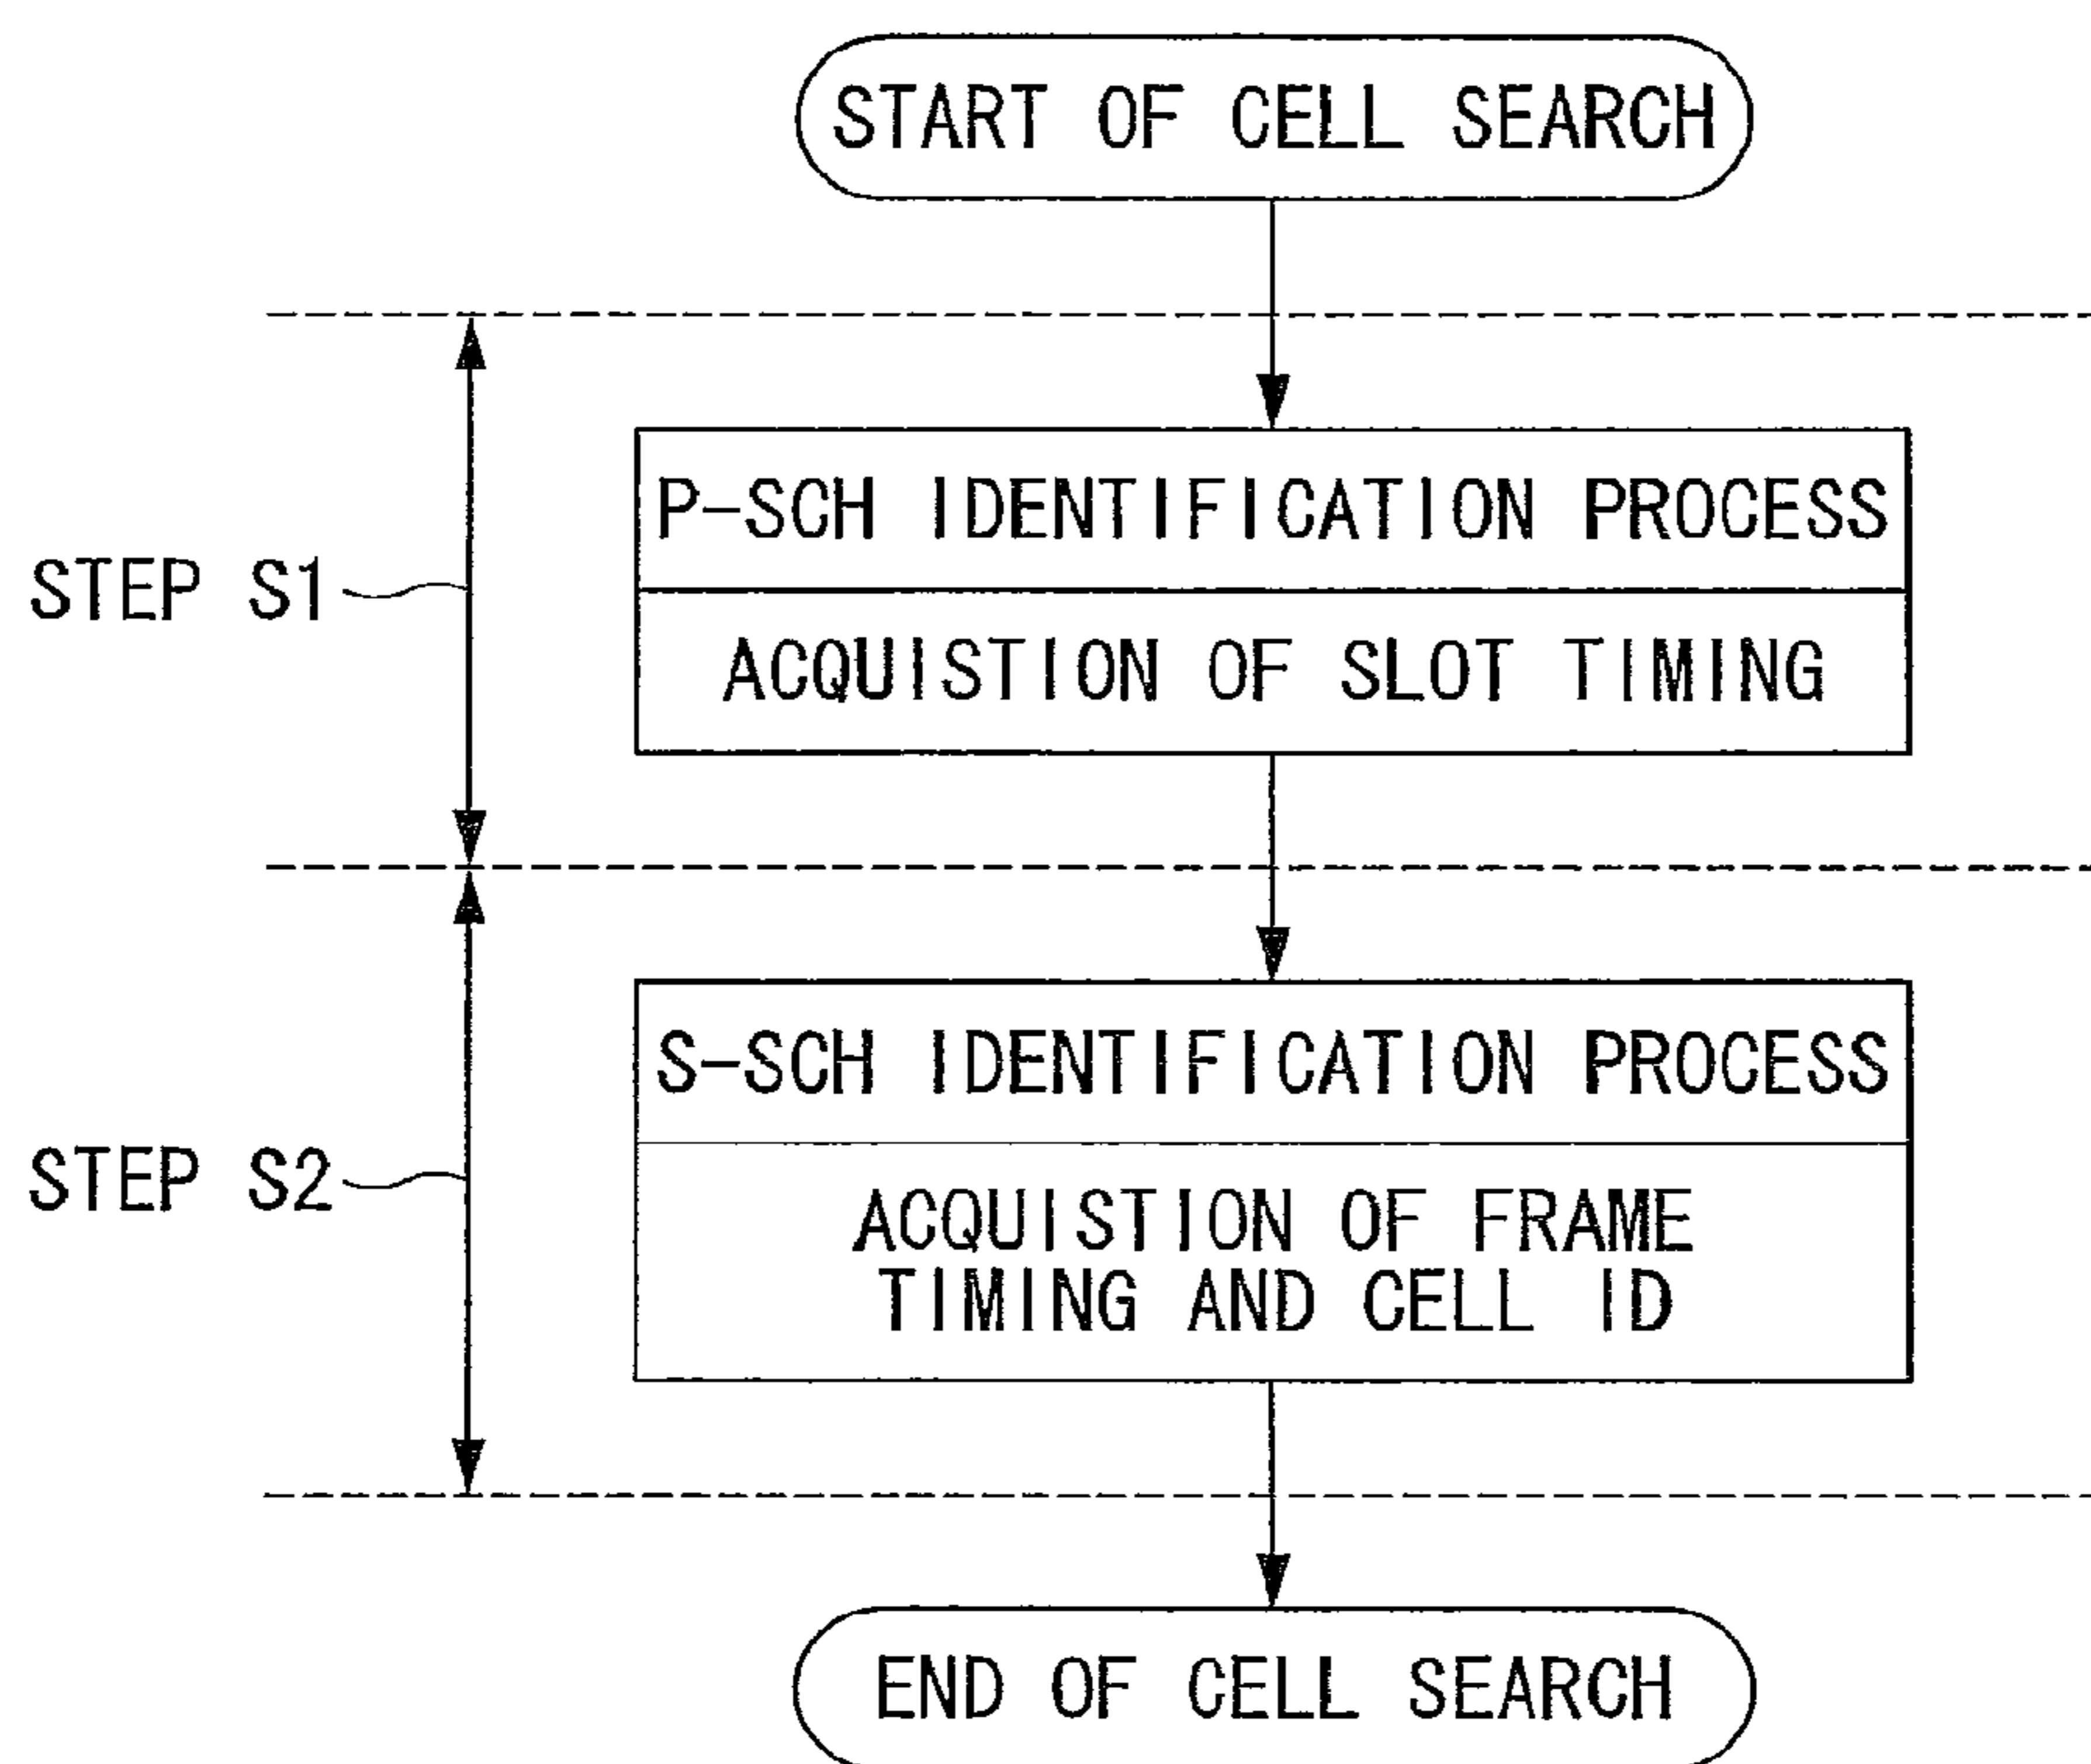 START OF CELL SEARCH
P-SCH IDENTIFICATION PROCESS
STEP S1
ACQUISTION OF SLOT TIMING
S-SCH IDENTIFICATION PROCESS
STEP S2
ACQUISTION OF FRAME
TIMING AND CELL ID
END OF CELL SEARCH